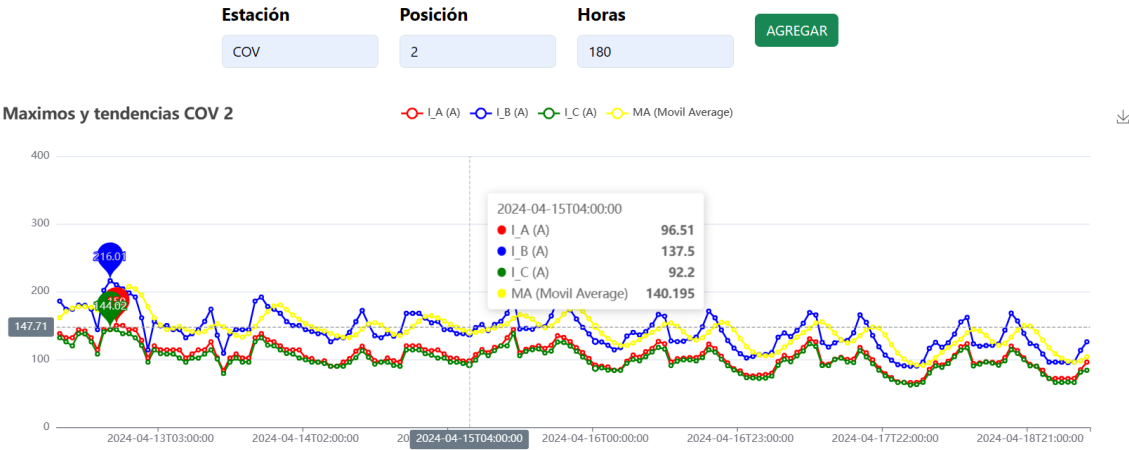 Estación Posición Horas
COV 2 180 AGREGAR
Maximos y tendencias COV 2 I_A (A) I_B (A) I_C (A) MA (Movil Average)
400
300
2024-04-15T04:00:00
I_A (A) 96.51
I_B (A) 137.5
I_C (A) 92.2
MA (Movil Average) 140.195
216.01
200
144.02
147.71
100
0
2024-04-13T03:00:00 2024-04-14T02:00:00 2024-04-15T04:00:00 2024-04-16T00:00:00 2024-04-16T23:00:00 2024-04-17T22:00:00 2024-04-18T21:00:00